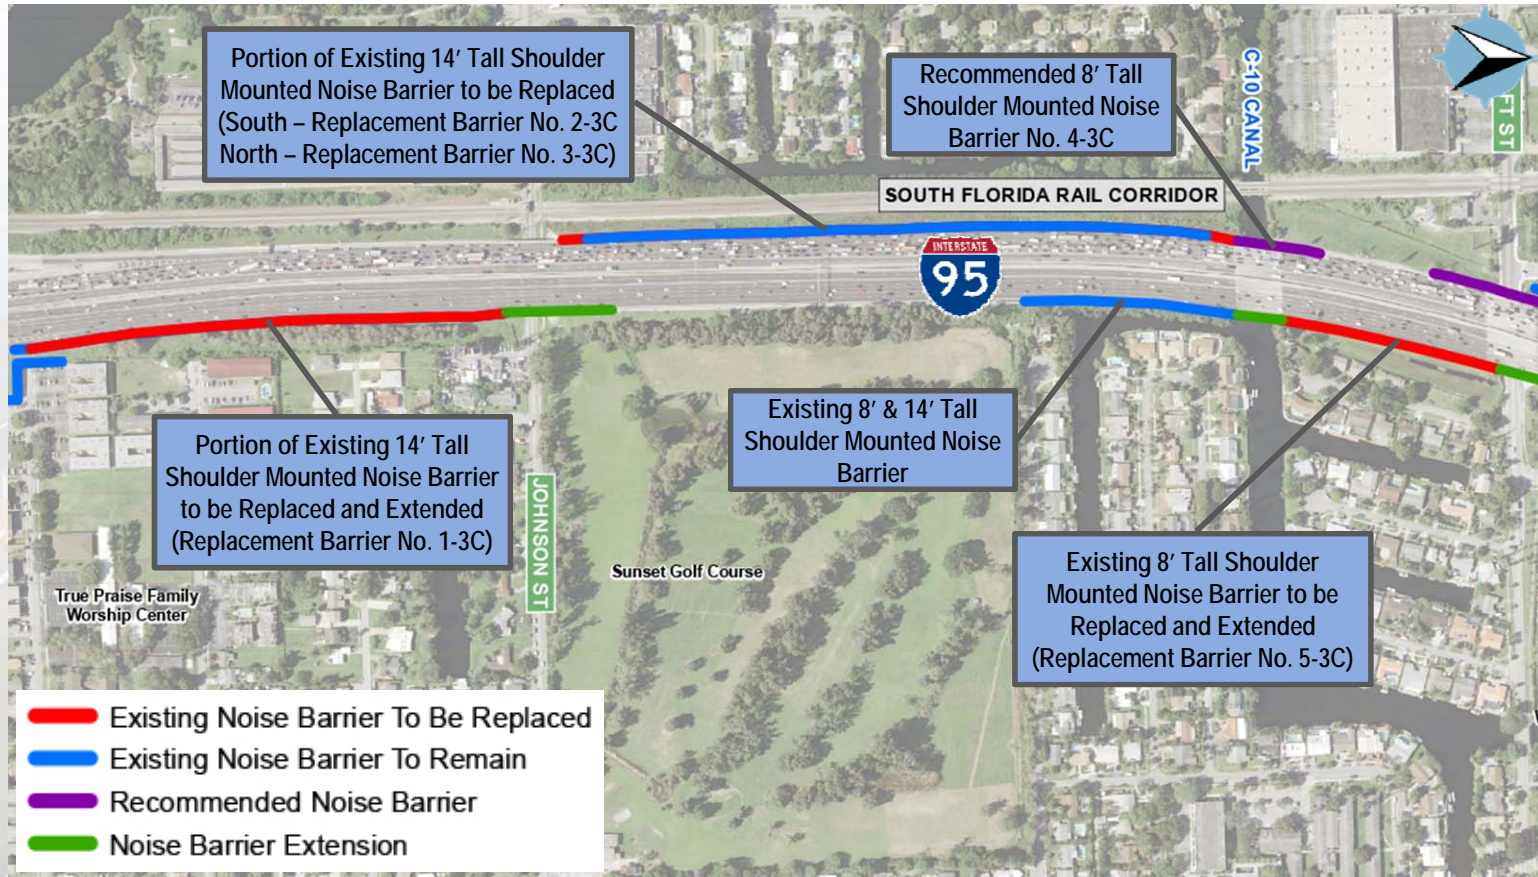 Portion of Existing 14' Tall Shoulder
Mounted Noise Barrier to be Replaced
(South – Replacement Barrier No. 2-3C
North – Replacement Barrier No. 3-3C)
Recommended 8' Tall
Shoulder Mounted Noise
Barrier No. 4-3C
C-10 CANAL
FT ST
SOUTH FLORIDA RAIL CORRIDOR
INTERSTATE
95
Portion of Existing 14' Tall
Shoulder Mounted Noise Barrier
to be Replaced and Extended
(Replacement Barrier No. 1-3C)
Existing 8' & 14' Tall
Shoulder Mounted Noise
Barrier
JOHNSON ST
Existing 8' Tall Shoulder
Mounted Noise Barrier to be
Replaced and Extended
(Replacement Barrier No. 5-3C)
Sunset Golf Course
True Praise Family
Worship Center
Existing Noise Barrier To Be Replaced
Existing Noise Barrier To Remain
Recommended Noise Barrier
Noise Barrier Extension